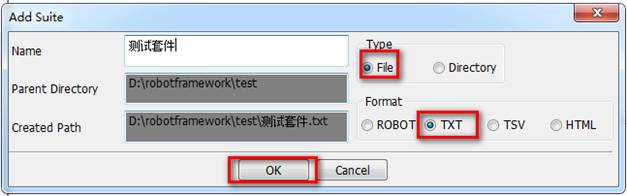 Add Suite
Name
测试套件
Type
File
Directory
Parent Directory
D:\robotframework\test
Format
Created Path
D:\robotframework\test\测试套件.txt
ROBOT
TXT
TSV
HTML
OK
Cancel